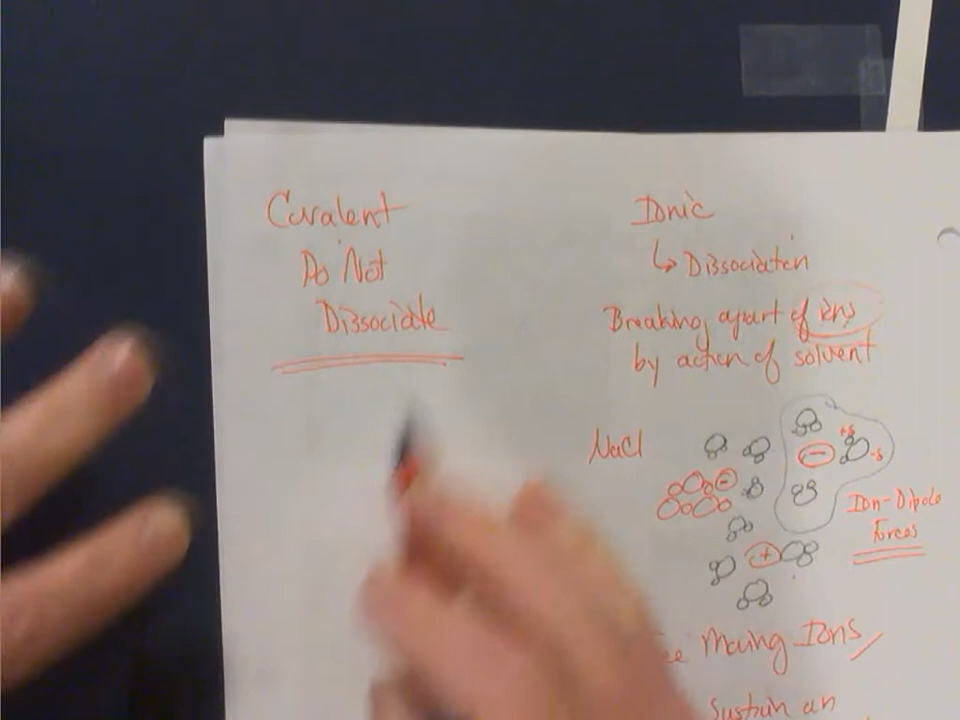 Covalent
Do Not
Dissociate
Ionic
↳ Dissociation
Breaking apart of ions
by action of solvent
NaCl
−
+δ
−
-δ
Ion-Dipole
Forces
+
Moving Ions,
Sustain an